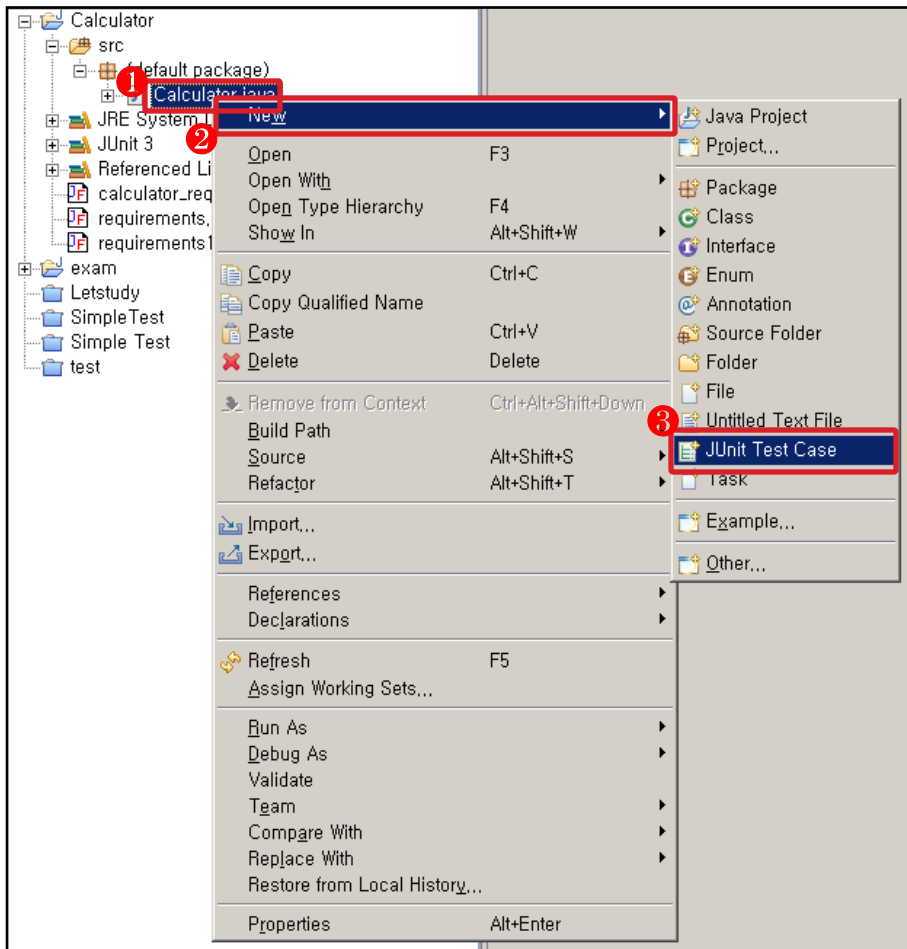 Calculator
src
(default package)
1
Calculator.java
JRE System
JUnit 3
Referenced Li
calculator_req
requirements,
requirements1
exam
Letstudy
SimpleTest
Simple Test
test
2
New
Open F3
Open With
Open Type Hierarchy F4
Show In Alt+Shift+W
Copy Ctrl+C
Copy Qualified Name
Paste Ctrl+V
Delete Delete
Remove from Context Ctrl+Alt+Shift+Down
Build Path
Source Alt+Shift+S
Refactor Alt+Shift+T
Import...
Export...
References
Declarations
Refresh F5
Assign Working Sets...
Run As
Debug As
Validate
Team
Compare With
Replace With
Restore from Local History...
Properties Alt+Enter
Java Project
Project...
Package
Class
Interface
Enum
Annotation
Source Folder
Folder
File
Untitled Text File
3
JUnit Test Case
Task
Example...
Other...